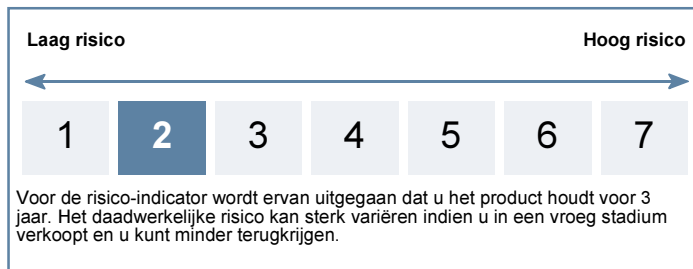 Laag risico Hoog risico
1 2 3 4 5 6 7
Voor de risico-indicator wordt ervan uitgegaan dat u het product houdt voor 3
jaar. Het daadwerkelijke risico kan sterk variëren indien u in een vroeg stadium
verkoopt en u kunt minder terugkrijgen.